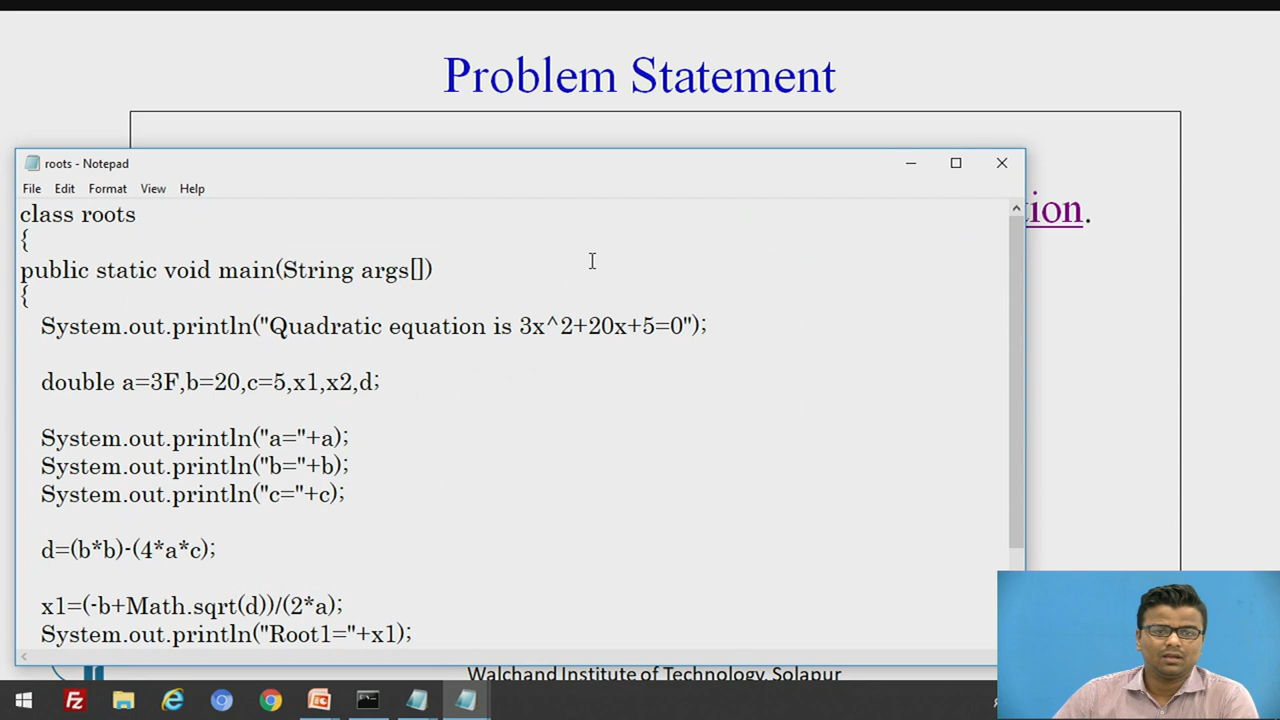 Problem Statement
tion.
roots - Notepad
File Edit Format View Help
class roots
{
public static void main(String args[])
{
System.out.println("Quadratic equation is 3x^2+20x+5=0");
double a=3F,b=20,c=5,x1,x2,d;
System.out.println("a="+a);
System.out.println("b="+b);
System.out.println("c="+c);
d=(b*b)-(4*a*c);
x1=(-b+Math.sqrt(d))/(2*a);
System.out.println("Root1="+x1);
Walchand Institute of Technology, Solapur